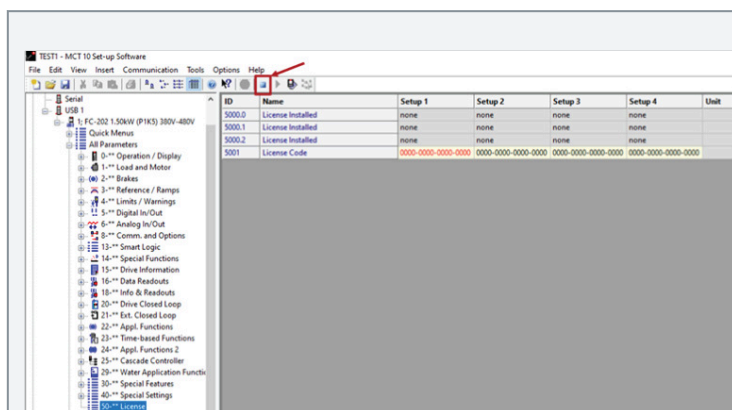 TEST1 - MCT 10 Set-up Software
File Edit View Insert Communication Tools Options Help
Serial
USB 1
1: FC-202 1.50kW (P1K5) 380V-480V
Quick Menus
All Parameters
0-** Operation / Display
1-** Load and Motor
2-** Brakes
3-** Reference / Ramps
4-** Limits / Warnings
5-** Digital In/Out
6-** Analog In/Out
8-** Comm. and Options
13-** Smart Logic
14-** Special Functions
15-** Drive Information
16-** Data Readouts
18-** Info & Readouts
20-** Drive Closed Loop
21-** Ext. Closed Loop
22-** Appl. Functions
23-** Time-based Functions
24-** Appl. Functions 2
25-** Cascade Controller
29-** Water Application Functi
30-** Special Features
40-** Special Settings
50-** License
ID Name Setup 1 Setup 2 Setup 3 Setup 4 Unit
5000.0 License Installed none none none none
5000.1 License Installed none none none none
5000.2 License Installed none none none none
5001 License Code 0000-0000-0000-0000 0000-0000-0000-0000 0000-0000-0000-0000 0000-0000-0000-0000